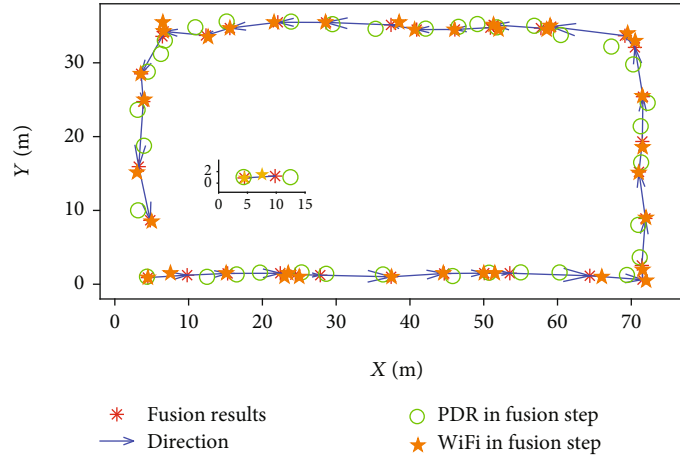 30
20
10
0
Y (m)
2
0
0 5 10 15
0 10 20 30 40 50 60 70
X (m)
Fusion results
PDR in fusion step
Direction
WiFi in fusion step